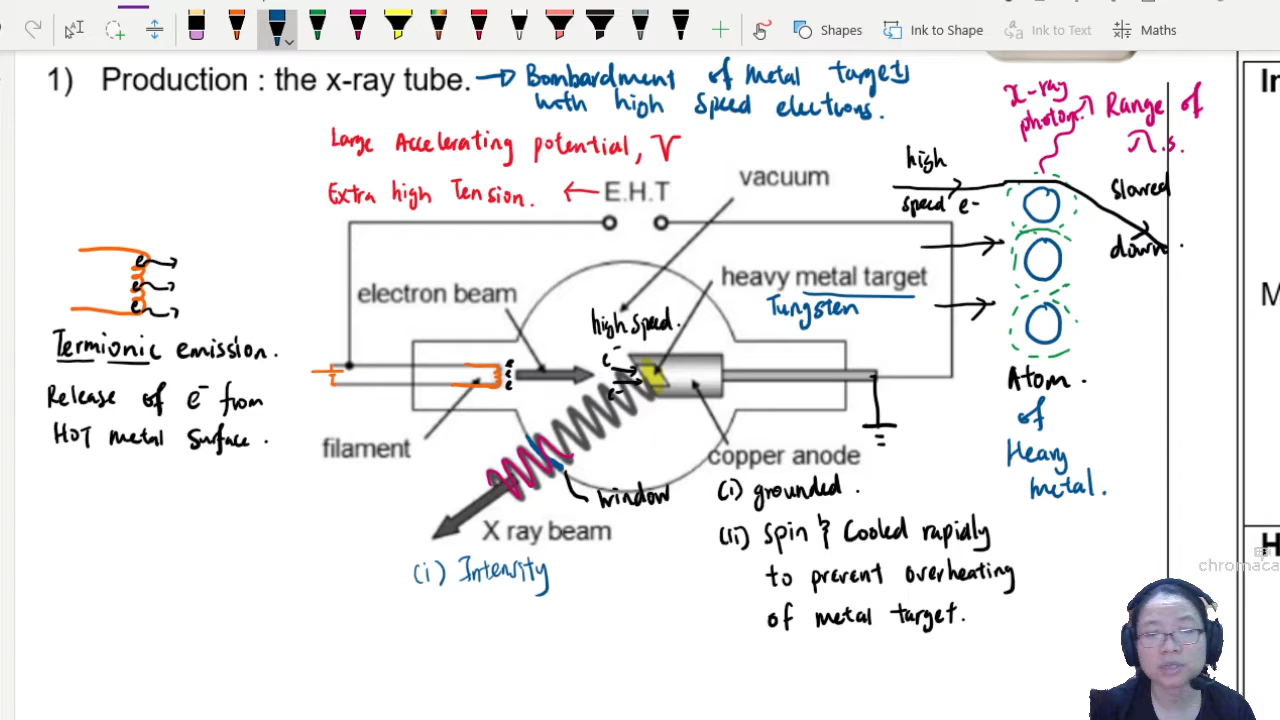 Shapes
Ink to Shape
Ink to Text
Maths
1) Production : the x-ray tube. → Bombardment of metal targets
with high speed electrons.
Large Accelerating potential, V
Extra high Tension. ← E.H.T
vacuum
x-ray
photon
Range of
λ.s.
high
speed e-
slowed
down.
electron beam
heavy metal target
Tungsten
high speed.
e-
e-
e
e
e
e
e
Termionic emission.
Release of e- from
HOT metal surface.
filament
window
X ray beam
(i) Intensity
copper anode
(i) grounded.
(ii) Spin & Cooled rapidly
to prevent overheating
of metal target.
Atom.
of
Heavy
metal.
In
M
H
chromaca